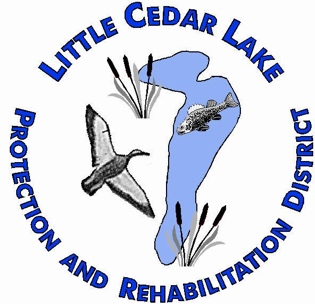 LITTLE CEDAR LAKE
PROTECTION AND REHABILITATION DISTRICT